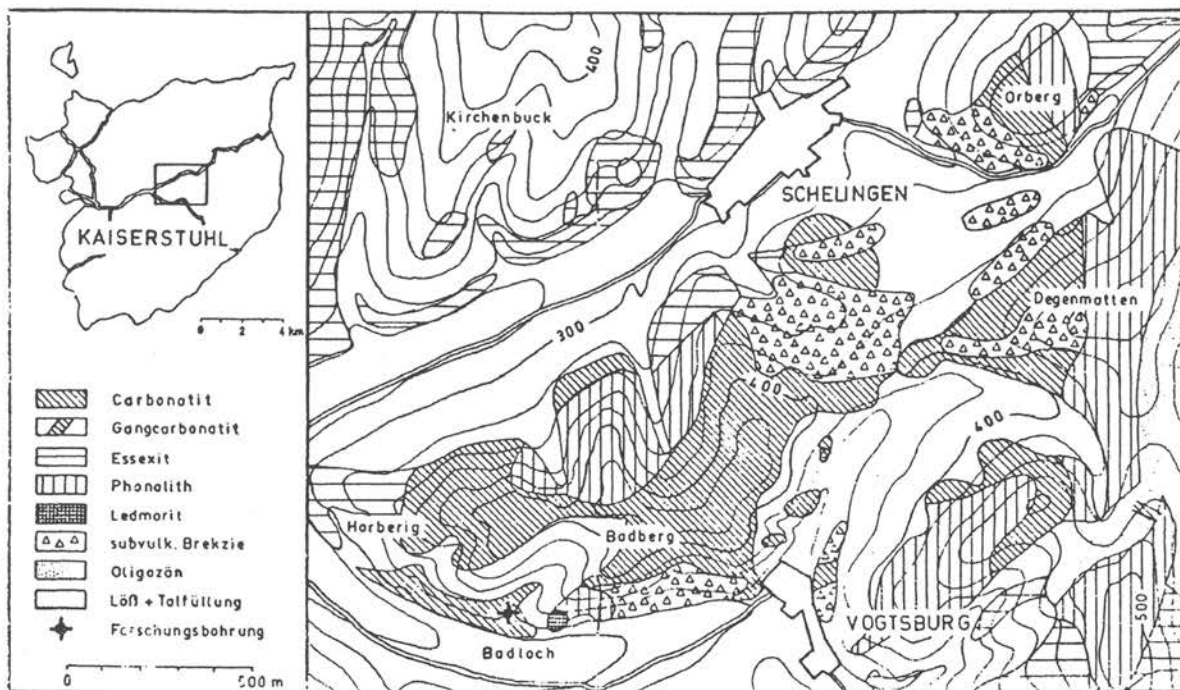 KAISERSTUHL
0 2 4 km
Carbonatit
Gangcarbonatit
Essexit
Phonolith
Ledmorit
subvulk. Brekzie
Oligozän
Löß + Talfüllung
Forschungsbohrung
0 500 m
400
Kirchenbuck
Orberg
SCHELINGEN
Degenmatten
300
400
400
Horberig
Badberg
VOGTSBURG
500
Badloch